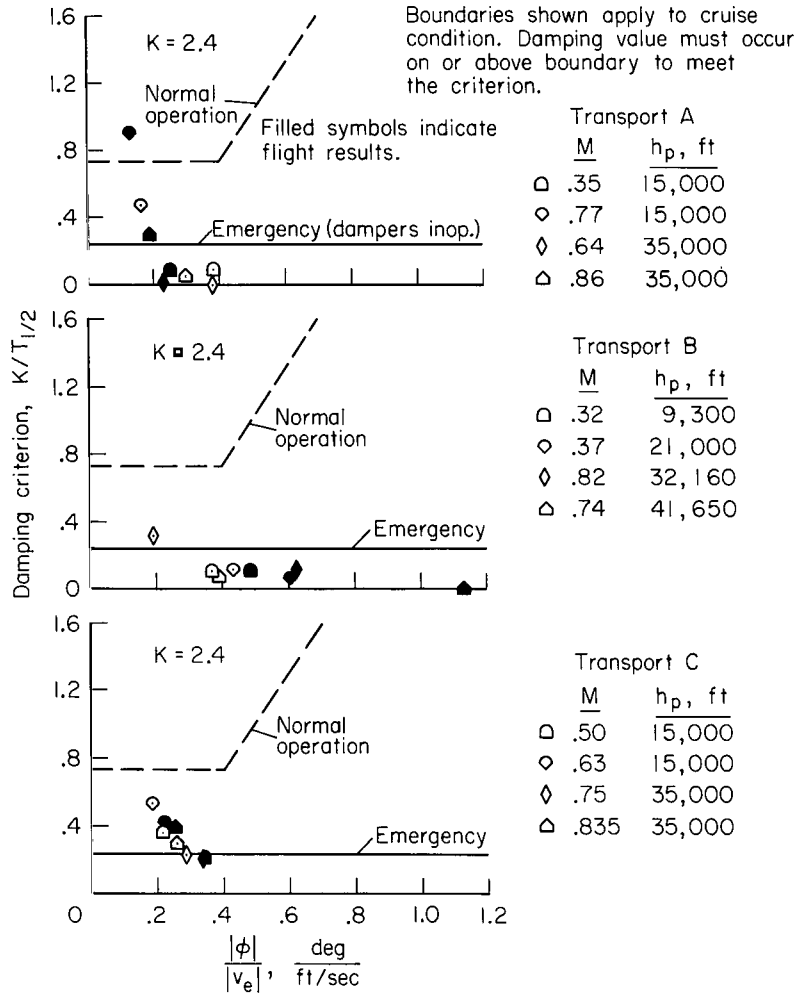 Boundaries shown apply to cruise
condition. Damping value must occur
on or above boundary to meet
the criterion.
1.6
K = 2.4
1.2
Normal
operation
Filled symbols indicate
flight results.
.8
.4
Emergency (dampers inop.)
0
Transport A
M hp, ft
.35 15,000
.77 15,000
.64 35,000
.86 35,000
Damping criterion, K/T1/2
1.6
K = 2.4
1.2
Normal
operation
.8
.4
Emergency
0
Transport B
M hp, ft
.32 9,300
.37 21,000
.82 32,160
.74 41,650
1.6
K = 2.4
1.2
Normal
operation
.8
.4
Emergency
Transport C
M hp, ft
.50 15,000
.63 15,000
.75 35,000
.835 35,000
0 .2 .4 .6 .8 1.0 1.2
|ϕ|/|ve|, deg/ft/sec